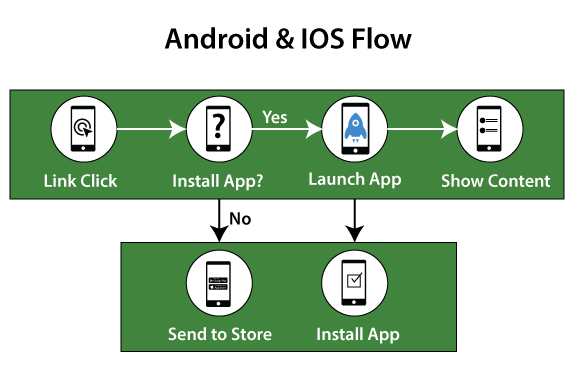 Android & IOS Flow
Yes
Link Click
Install App?
Launch App
Show Content
No
Send to Store
Install App